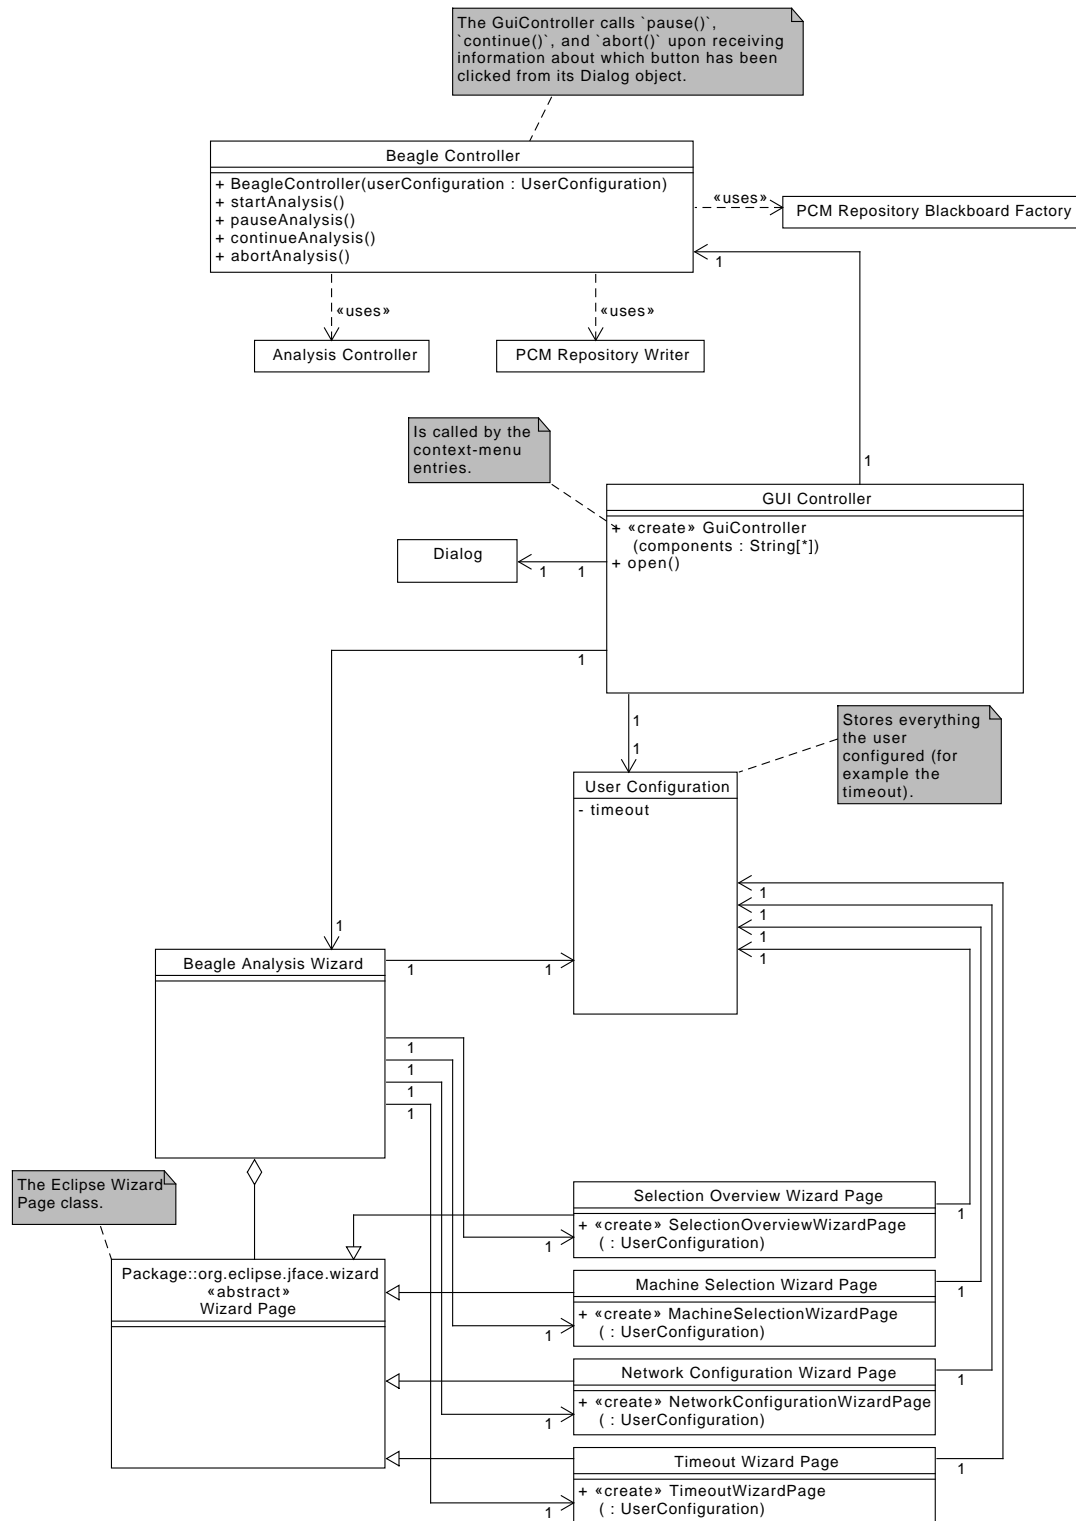 The GuiController calls `pause()`,
`continue()`, and `abort()` upon receiving
information about which button has been
clicked from its Dialog object.
Beagle Controller
+ BeagleController(userConfiguration : UserConfiguration)
+ startAnalysis()
+ pauseAnalysis()
+ continueAnalysis()
+ abortAnalysis()
«uses»
PCM Repository Blackboard Factory
1
«uses»
«uses»
Analysis Controller
PCM Repository Writer
Is called by the
context-menu
entries.
1
GUI Controller
+ «create» GuiController
(components : String[*])
+ open()
Dialog
1
1
1
1
1
Stores everything
the user
configured (for
example the
timeout).
User Configuration
- timeout
1
1
1
1
1
Beagle Analysis Wizard
1
1
1
1
1
1
The Eclipse Wizard
Page class.
Package::org.eclipse.jface.wizard
«abstract»
Wizard Page
Selection Overview Wizard Page
+ «create» SelectionOverviewWizardPage
( : UserConfiguration)
1
1
Machine Selection Wizard Page
+ «create» MachineSelectionWizardPage
( : UserConfiguration)
1
1
Network Configuration Wizard Page
+ «create» NetworkConfigurationWizardPage
( : UserConfiguration)
1
1
Timeout Wizard Page
+ «create» TimeoutWizardPage
( : UserConfiguration)
1
1